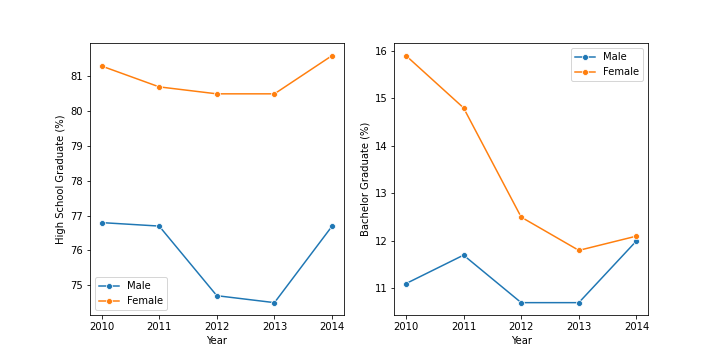 High School Graduate (%)
81
80
79
78
77
76
75
Male
Female
2010 2011 2012 2013 2014
Year
Bachelor Graduate (%)
16
15
14
13
12
11
Male
Female
2010 2011 2012 2013 2014
Year